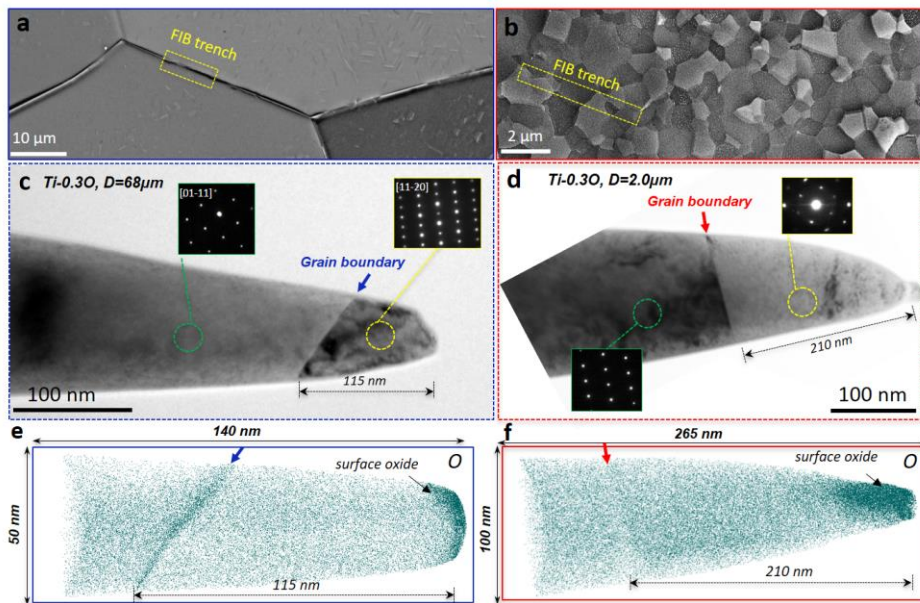 a
FIB trench
10 µm
b
FIB trench
2 µm
c
Ti-0.3O, D=68µm
[01-11]
[11-20]
Grain boundary
100 nm
115 nm
d
Ti-0.3O, D=2.0µm
Grain boundary
210 nm
100 nm
e
140 nm
50 nm
surface oxide
O
115 nm
f
265 nm
100 nm
surface oxide
O
210 nm